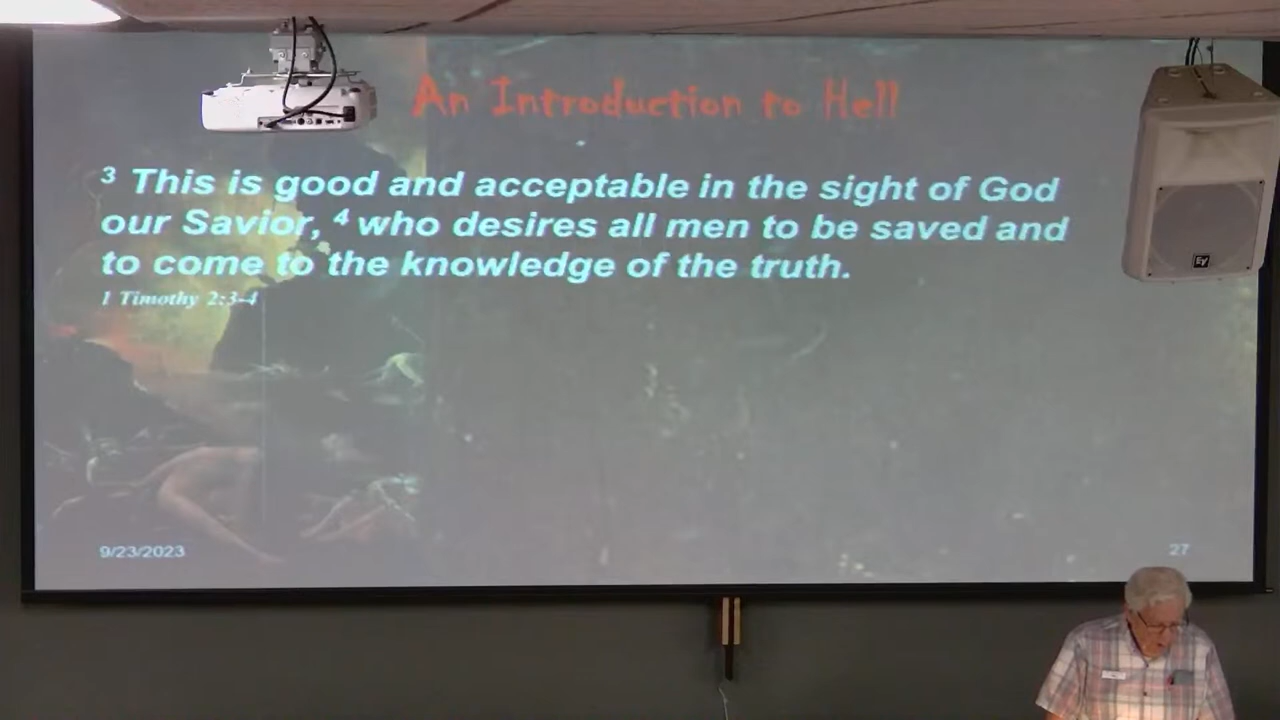 An Introduction to Hell
3 This is good and acceptable in the sight of God
our Savior, 4 who desires all men to be saved and
to come to the knowledge of the truth.
1 Timothy 2:3-4
9/23/2023
27
EV